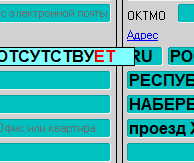 с электронной почты
ОКТМО
Адрес
ОТСУТСТВУЕТ
RU РО
РЕСПУБ
НАБЕРЕ
Офис или квартира
проезд Х